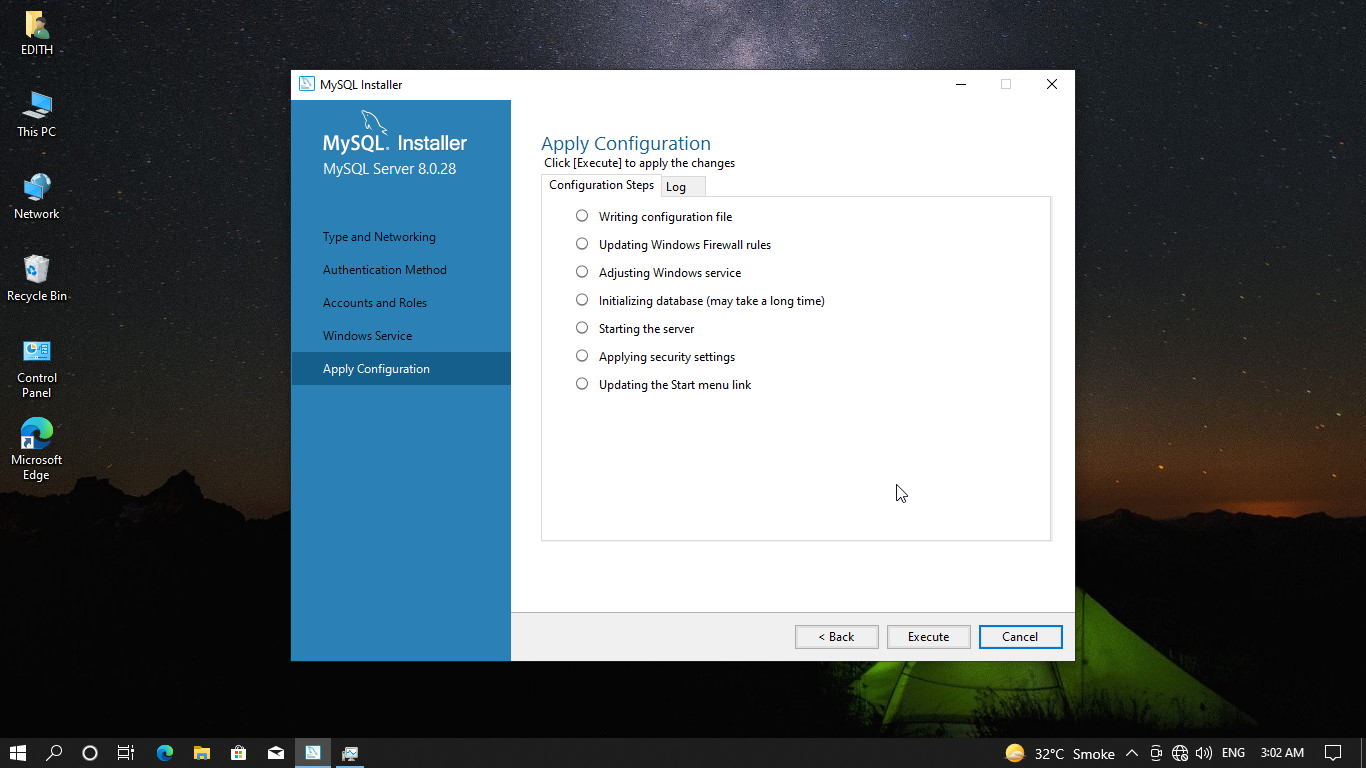 EDITH
This PC
Network
Recycle Bin
Control
Panel
Microsoft
Edge
MySQL Installer
MySQL. Installer
MySQL Server 8.0.28
Type and Networking
Authentication Method
Accounts and Roles
Windows Service
Apply Configuration
Apply Configuration
Click [Execute] to apply the changes
Configuration Steps Log
Writing configuration file
Updating Windows Firewall rules
Adjusting Windows service
Initializing database (may take a long time)
Starting the server
Applying security settings
Updating the Start menu link
< Back Execute Cancel
32°C Smoke ENG 3:02 AM